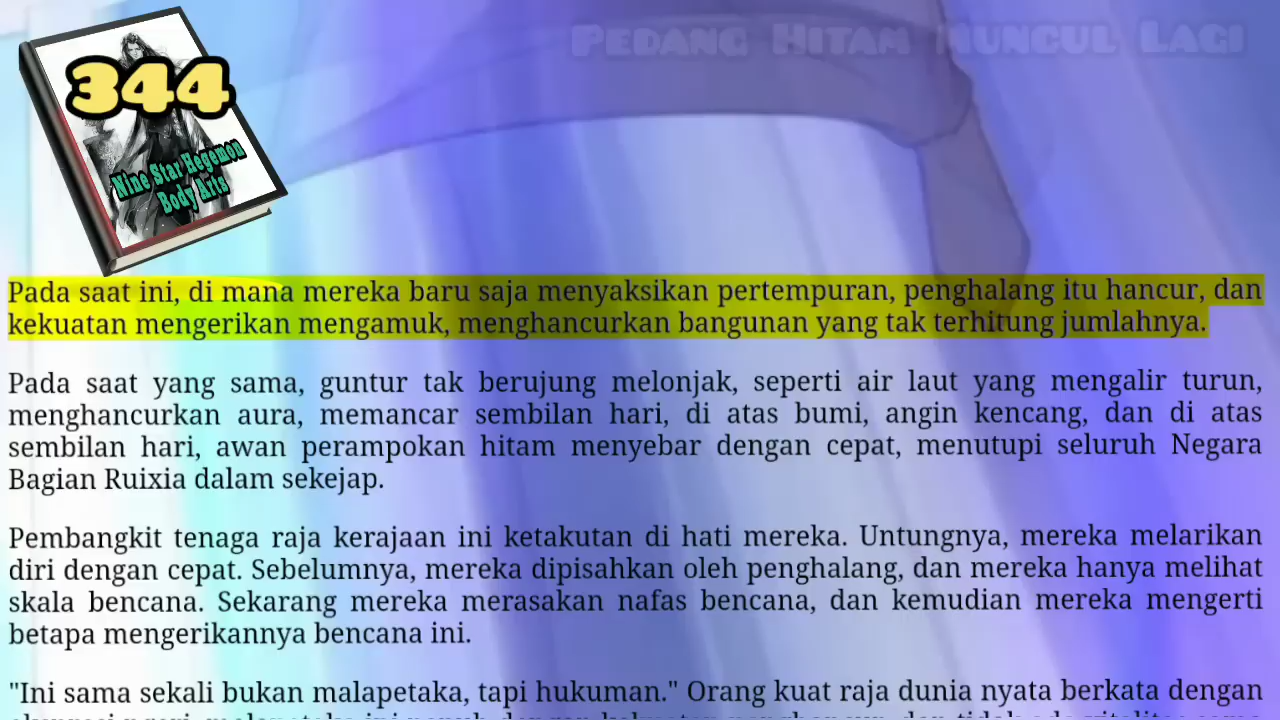 Pedang Hitam Muncul Lagi
344
Nine Star Hegemon
Body Arts
Pada saat ini, di mana mereka baru saja menyaksikan pertempuran, penghalang itu hancur, dan
kekuatan mengerikan mengamuk, menghancurkan bangunan yang tak terhitung jumlahnya.
Pada saat yang sama, guntur tak berujung melonjak, seperti air laut yang mengalir turun,
menghancurkan aura, memancar sembilan hari, di atas bumi, angin kencang, dan di atas
sembilan hari, awan perampokan hitam menyebar dengan cepat, menutupi seluruh Negara
Bagian Ruixia dalam sekejap.
Pembangkit tenaga raja kerajaan ini ketakutan di hati mereka. Untungnya, mereka melarikan
diri dengan cepat. Sebelumnya, mereka dipisahkan oleh penghalang, dan mereka hanya melihat
skala bencana. Sekarang mereka merasakan nafas bencana, dan kemudian mereka mengerti
betapa mengerikannya bencana ini.
"Ini sama sekali bukan malapetaka, tapi hukuman." Orang kuat raja dunia nyata berkata dengan